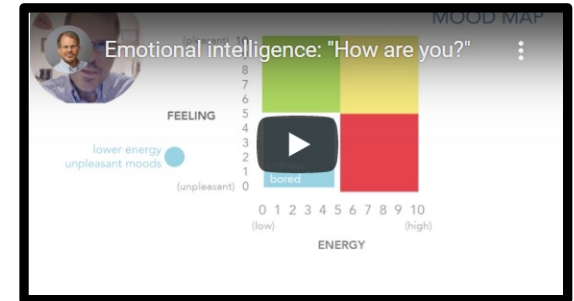 MOOD MAP
Emotional intelligence: "How are you?"
(pleasant) 10
8
7
6
FEELING 5
4
3
lower energy 2
unpleasant moods 1
bored
(unpleasant) 0
0 1 2 3 4 5 6 7 8 9 10
(low) (high)
ENERGY